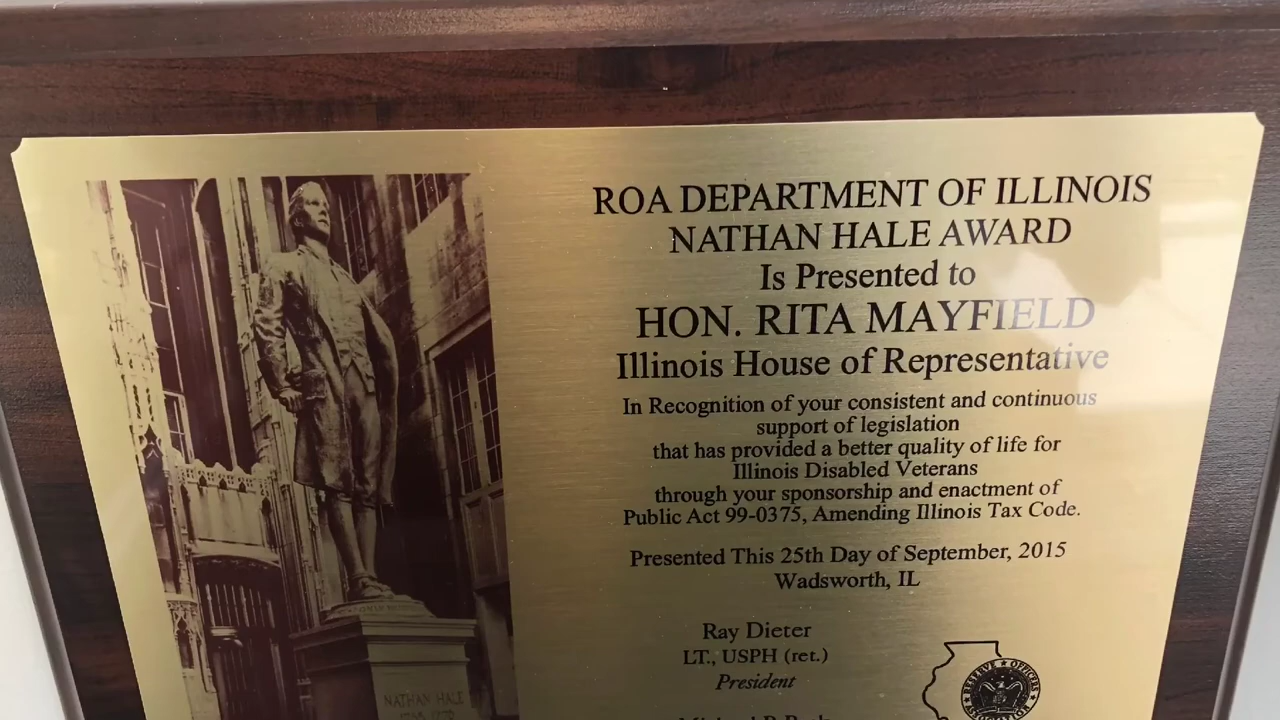 ROA DEPARTMENT OF ILLINOIS
NATHAN HALE AWARD
Is Presented to
HON. RITA MAYFIELD
Illinois House of Representative
In Recognition of your consistent and continuous
support of legislation
that has provided a better quality of life for
Illinois Disabled Veterans
through your sponsorship and enactment of
Public Act 99-0375, Amending Illinois Tax Code.
Presented This 25th Day of September, 2015
Wadsworth, IL
Ray Dieter
LT., USPH (ret.)
President
RESERVE ★ OFFICERS
ASSOCIATION
NATHAN HALE